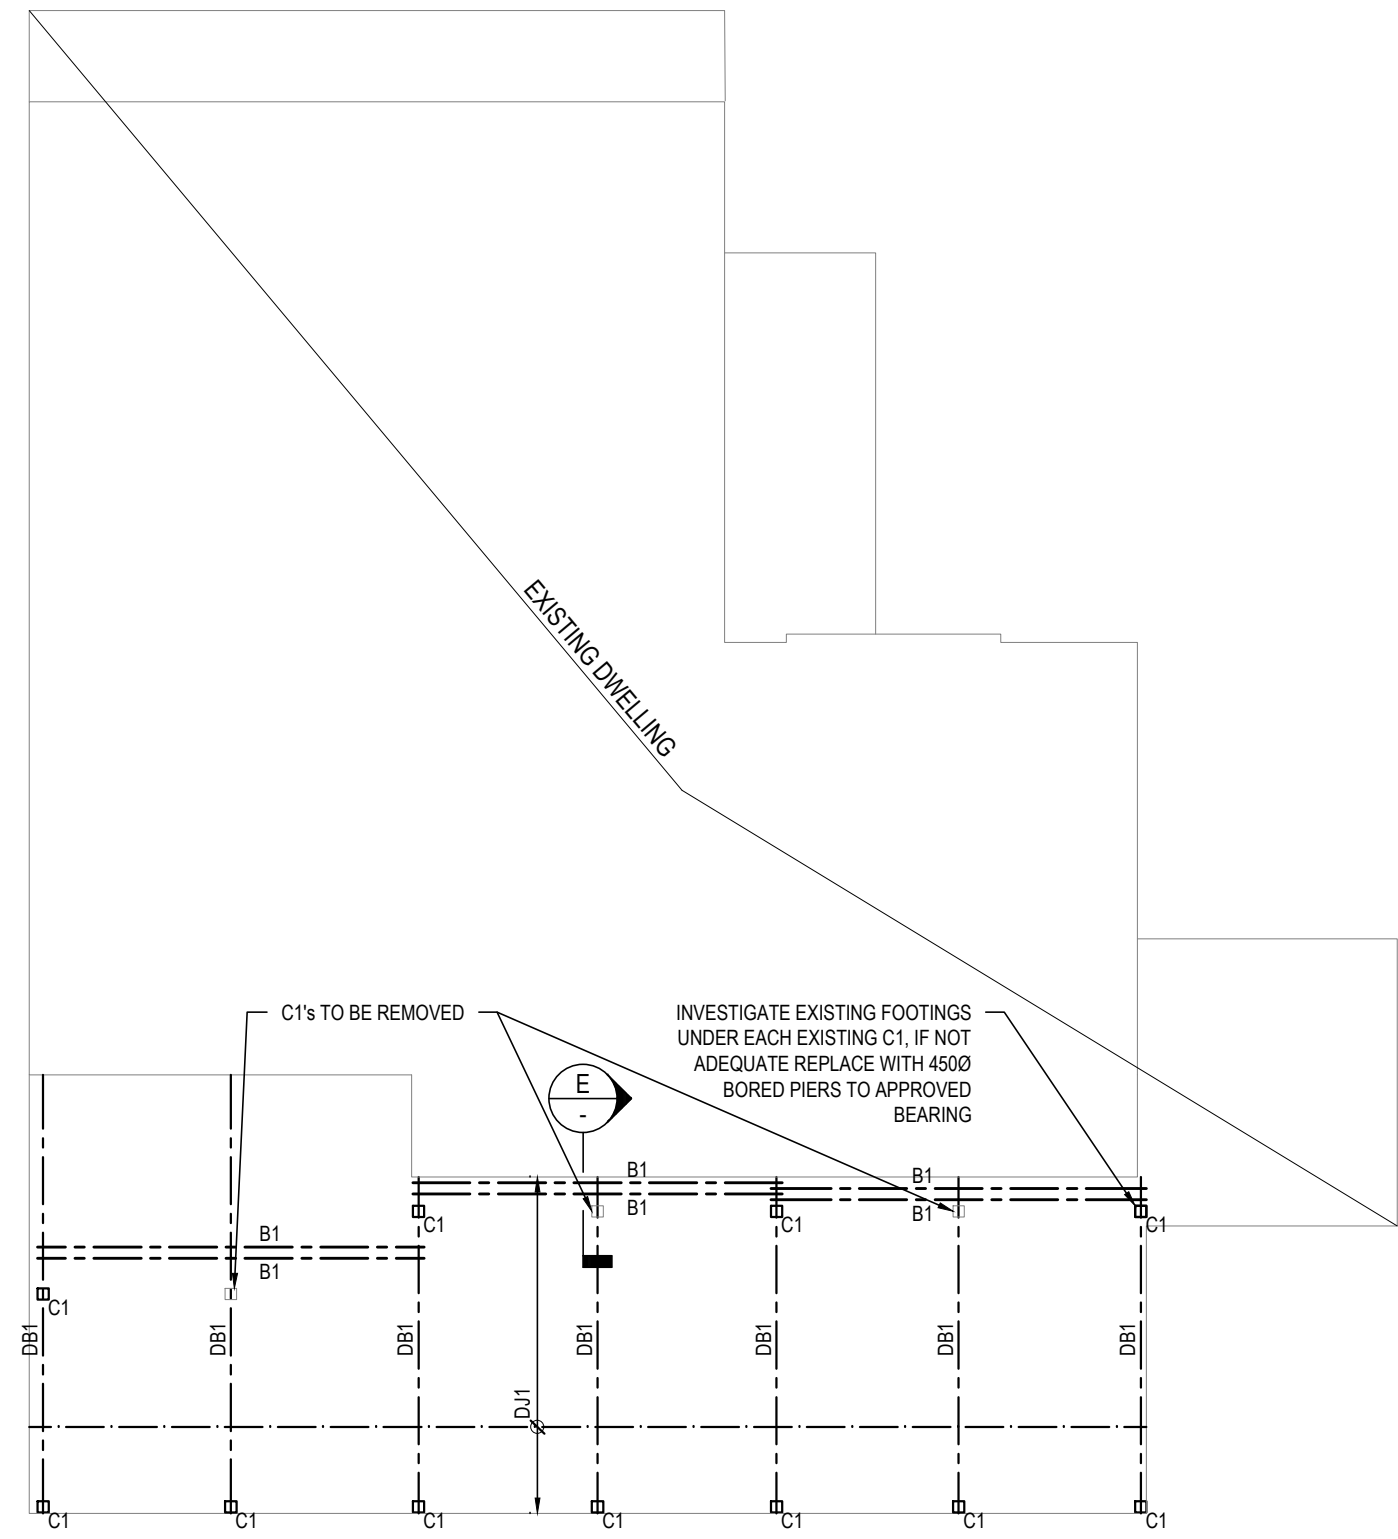 EXISTING DWELLING
C1's TO BE REMOVED
INVESTIGATE EXISTING FOOTINGS
UNDER EACH EXISTING C1, IF NOT
ADEQUATE REPLACE WITH 450Ø
BORED PIERS TO APPROVED
BEARING
E
-
B1
B1
B1
B1
C1
C1
C1
B1
B1
C1
DB1
DB1
DB1
DB1
DB1
DB1
DB1
DJ1
C1
C1
C1
C1
C1
C1
C1